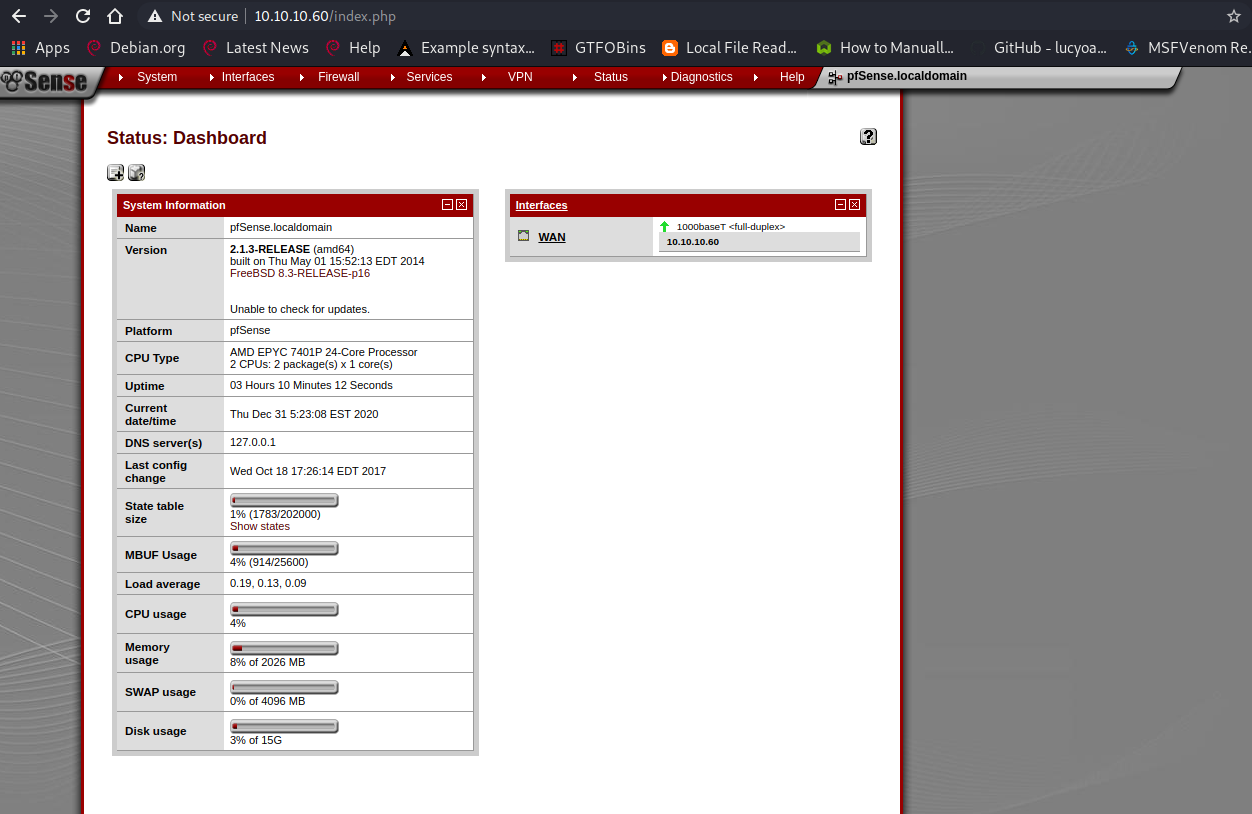 Not secure 10.10.10.60/index.php
Apps Debian.org Latest News Help Example syntax... GTFOBins Local File Read... How to Manuall... GitHub - lucyoa... MSFVenom Re.
Sense System Interfaces Firewall Services VPN Status Diagnostics Help pfSense.localdomain
Status: Dashboard
System Information
Name pfSense.localdomain
Version 2.1.3-RELEASE (amd64)
built on Thu May 01 15:52:13 EDT 2014
FreeBSD 8.3-RELEASE-p16
Unable to check for updates.
Platform pfSense
CPU Type AMD EPYC 7401P 24-Core Processor
2 CPUs: 2 package(s) x 1 core(s)
Uptime 03 Hours 10 Minutes 12 Seconds
Current
date/time Thu Dec 31 5:23:08 EST 2020
DNS server(s) 127.0.0.1
Last config
change Wed Oct 18 17:26:14 EDT 2017
State table
size
1% (1783/202000)
Show states
MBUF Usage
4% (914/25600)
Load average 0.19, 0.13, 0.09
CPU usage
4%
Memory
usage
8% of 2026 MB
SWAP usage
0% of 4096 MB
Disk usage
3% of 15G
Interfaces
WAN 1000baseT <full-duplex>
10.10.10.60